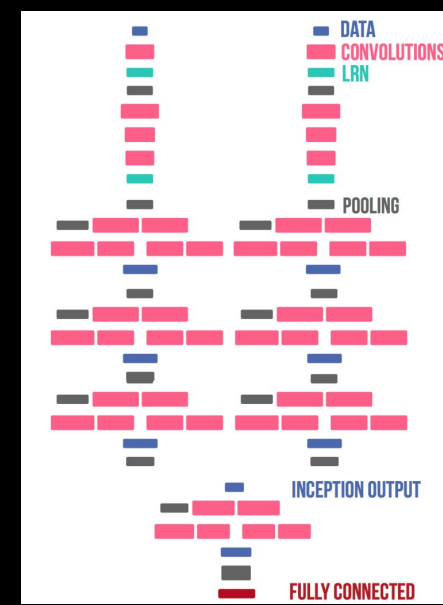 DATA
CONVOLUTIONS
LRN
POOLING
INCEPTION OUTPUT
FULLY CONNECTED